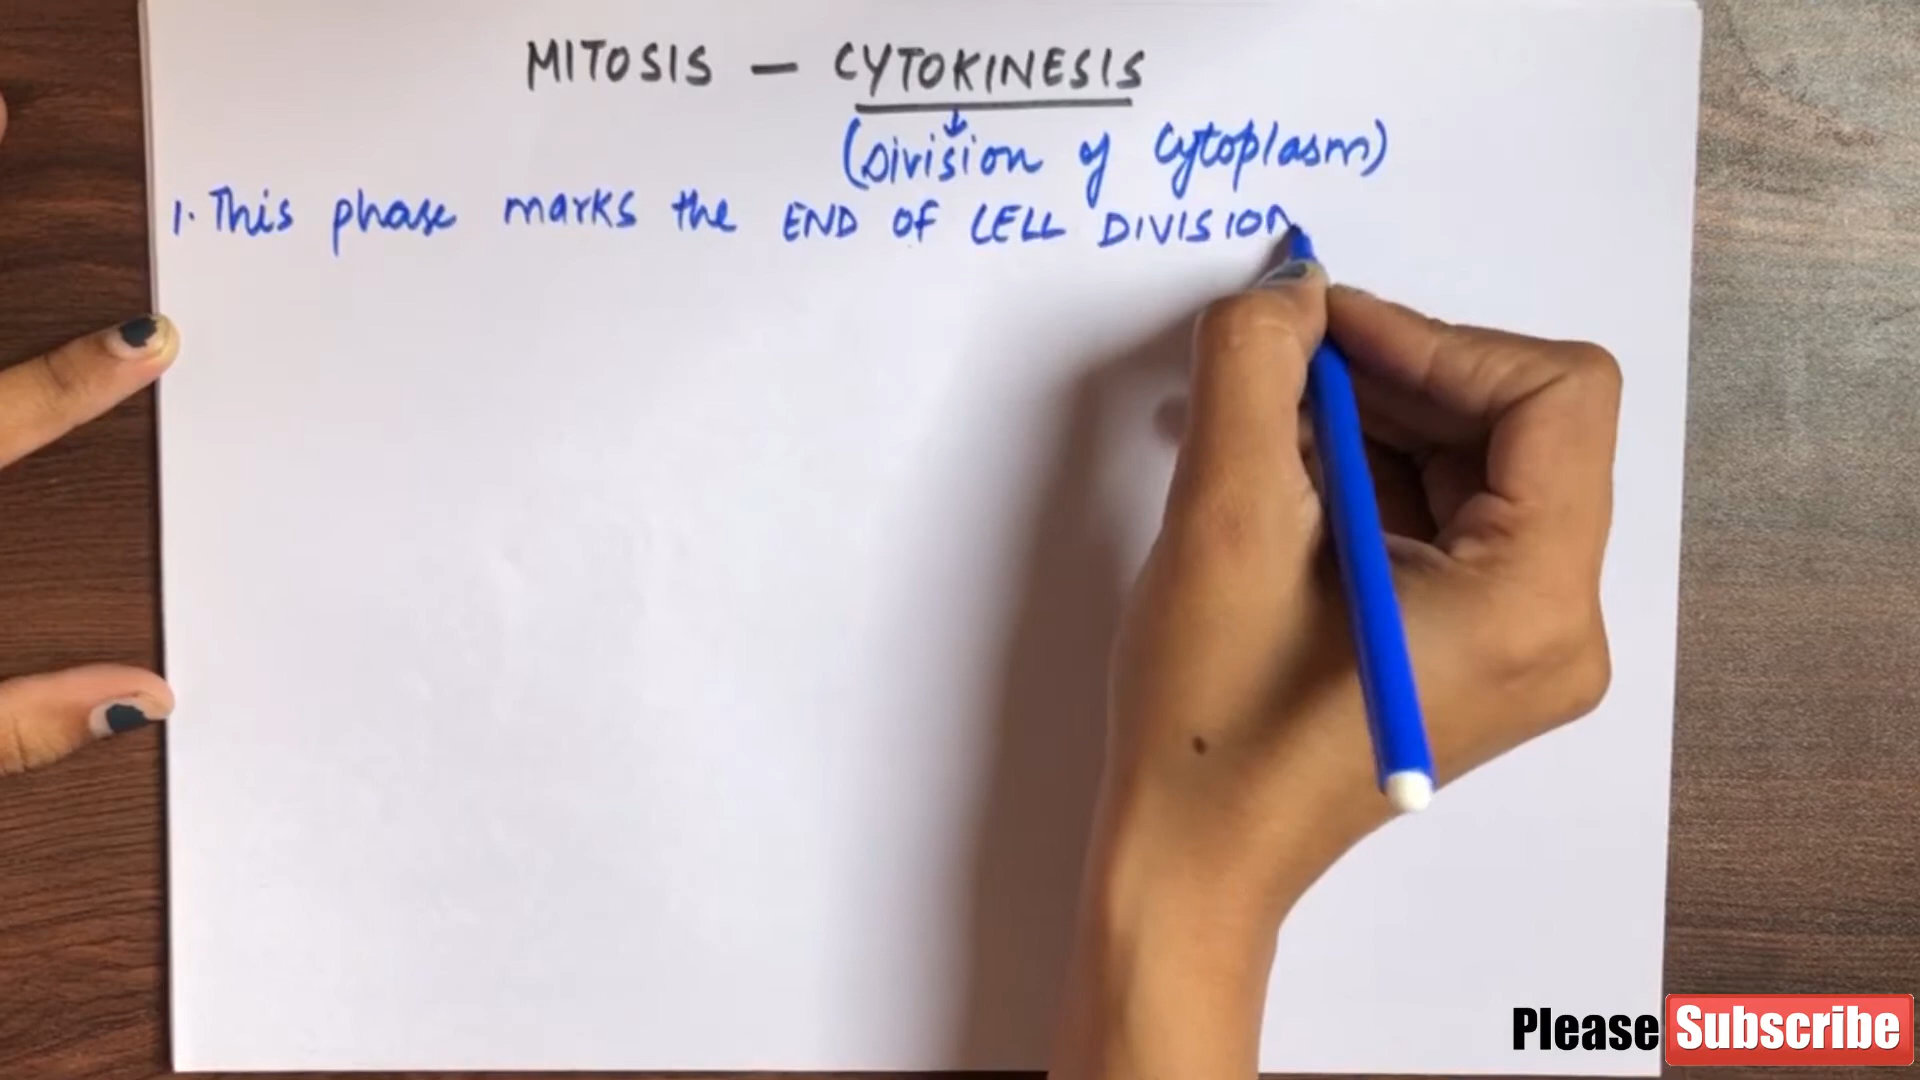 MITOSIS – CYTOKINESIS
(Division of Cytoplasm)
1. This phase marks the END OF CELL DIVISION
Please Subscribe